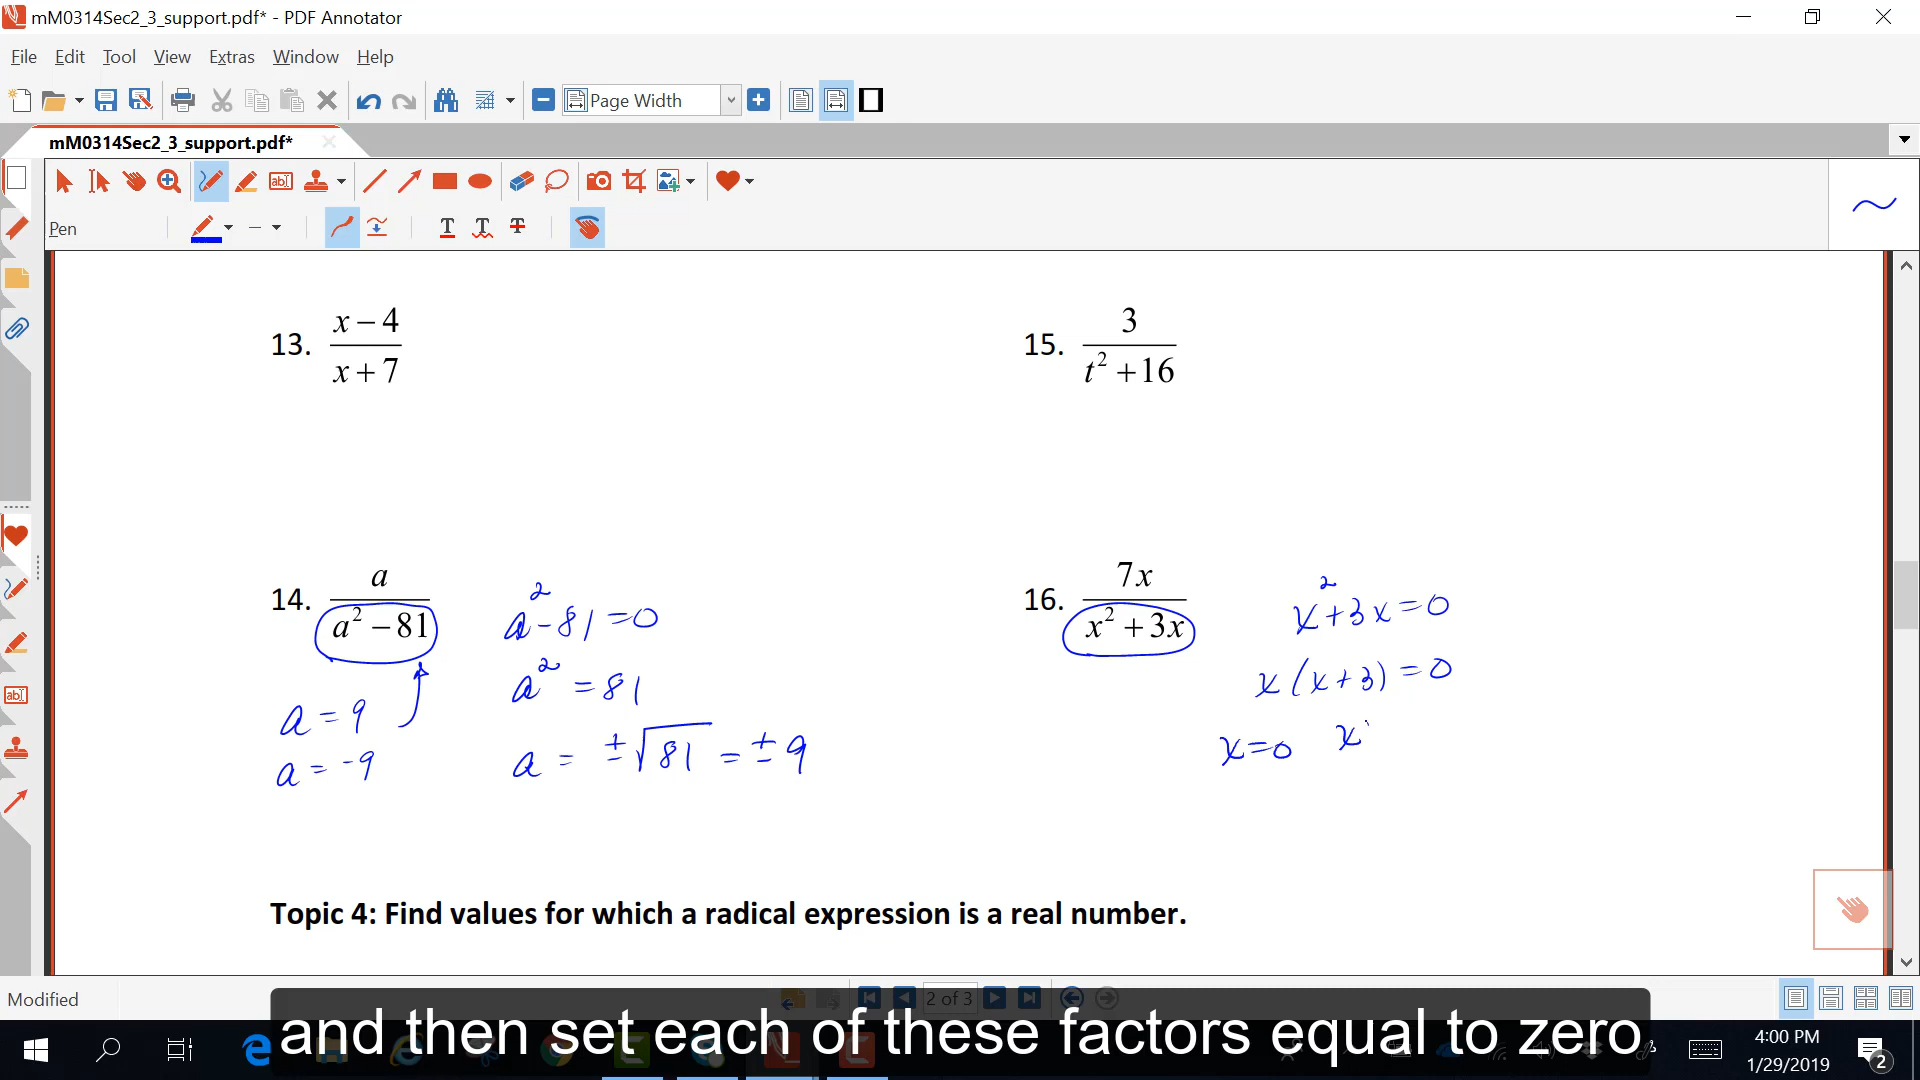 mM0314Sec2_3_support.pdf* - PDF Annotator
File Edit Tool View Extras Window Help
Page Width
mM0314Sec2_3_support.pdf*
Pen
13. x − 4 / x + 7
15. 3 / t² + 16
14. a / a² − 81
a² - 81 = 0
a² = 81
a = ± √81 = ± 9
a = 9
a = -9
16. 7x / x² + 3x
x² + 3x = 0
x (x + 3) = 0
x = 0 x
Topic 4: Find values for which a radical expression is a real number.
Modified
2 of 3
and then set each of these factors equal to zero
4:00 PM
1/29/2019
2